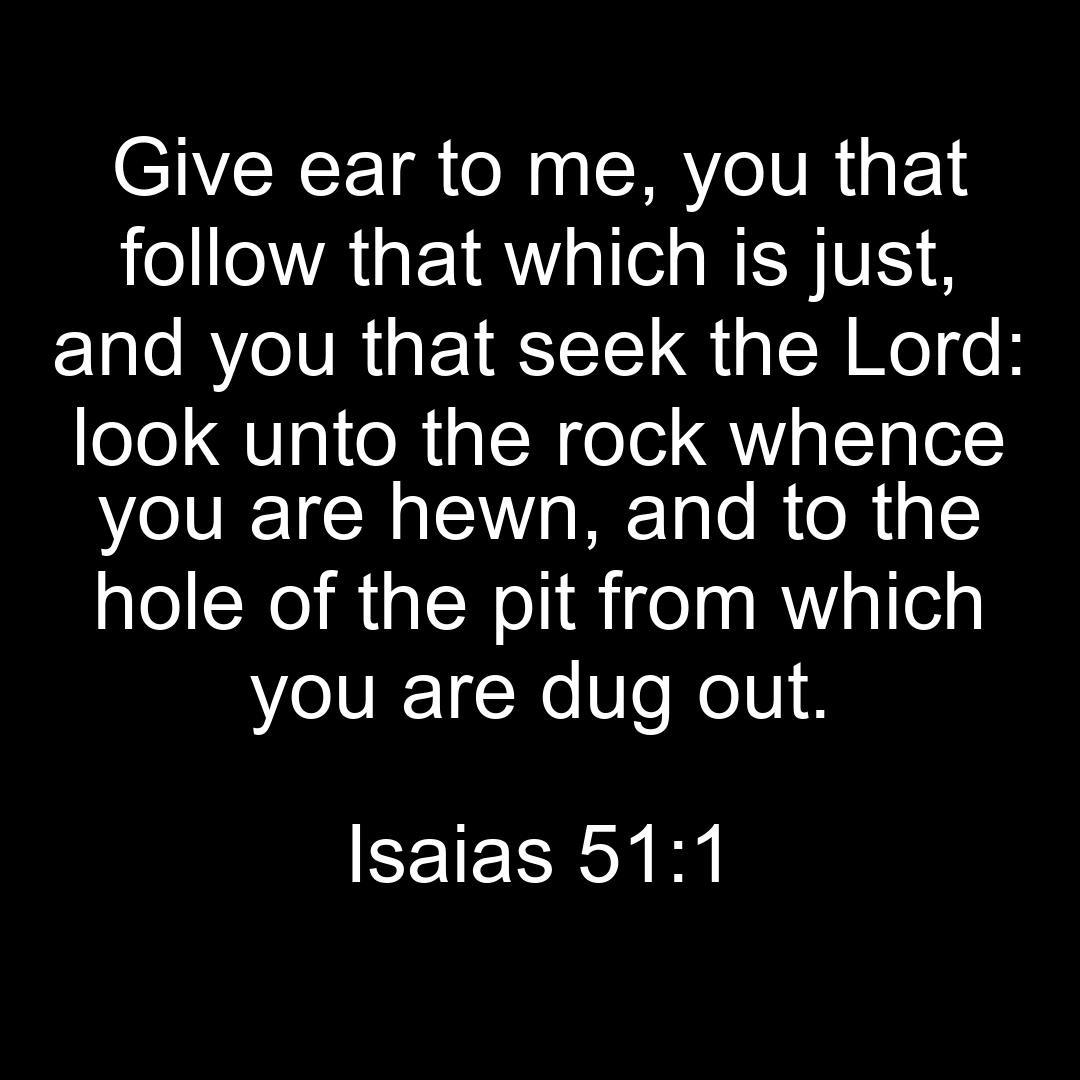 Give ear to me, you that
follow that which is just,
and you that seek the Lord:
look unto the rock whence
you are hewn, and to the
hole of the pit from which
you are dug out.
Isaias 51:1